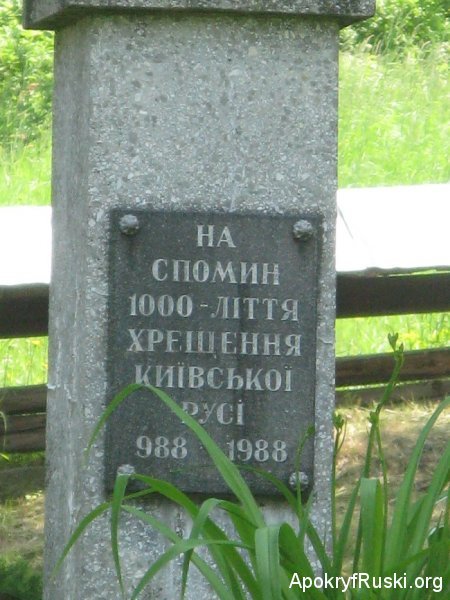 НА
СПОМИН
1000-ЛІТТЯ
ХРЕЩЕННЯ
КИЇВСЬКОЇ
РУСІ
988 1988
ApokryfRuski.org